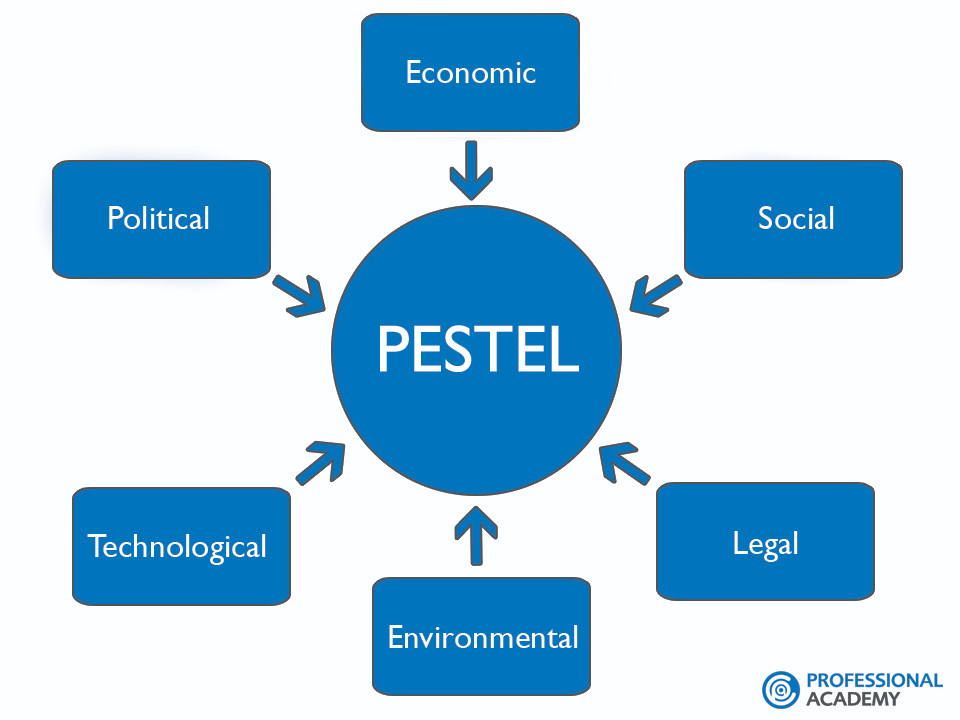 Economic
Political
Social
PESTEL
Technological
Legal
Environmental
PROFESSIONAL
ACADEMY